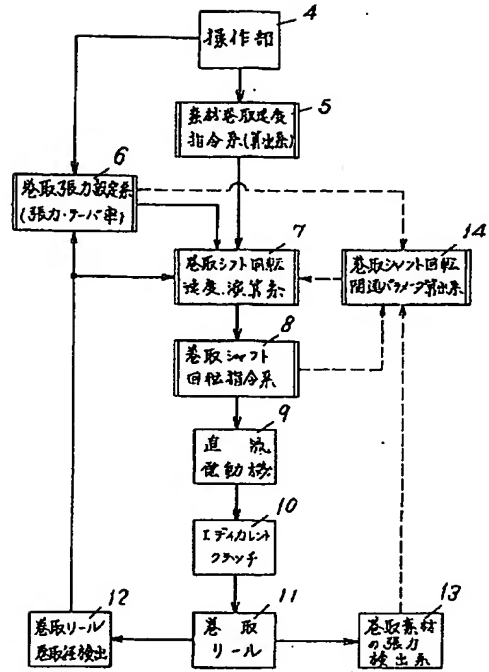 4
操作部
5
素材巻取速度
指令系(算出系)
6
巻取張力設定系
(張力・テーパ率)
7
巻取シフト回転
速度、演算系
14
巻取シャフト回転
関連パラメータ算出系
8
巻取シャフト
回転指令系
9
直流
電動機
10
エディカレント
クラッチ
11
巻取
リール
12
巻取リール
巻取径検出
13
巻取素材
の張力
検出系